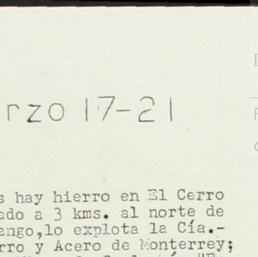 rzo 17-21
s hay hierro en El Cerro
ado a 3 kms. al norte de
ango,lo explota la Cía.-
rro y Acero de Monterrey;